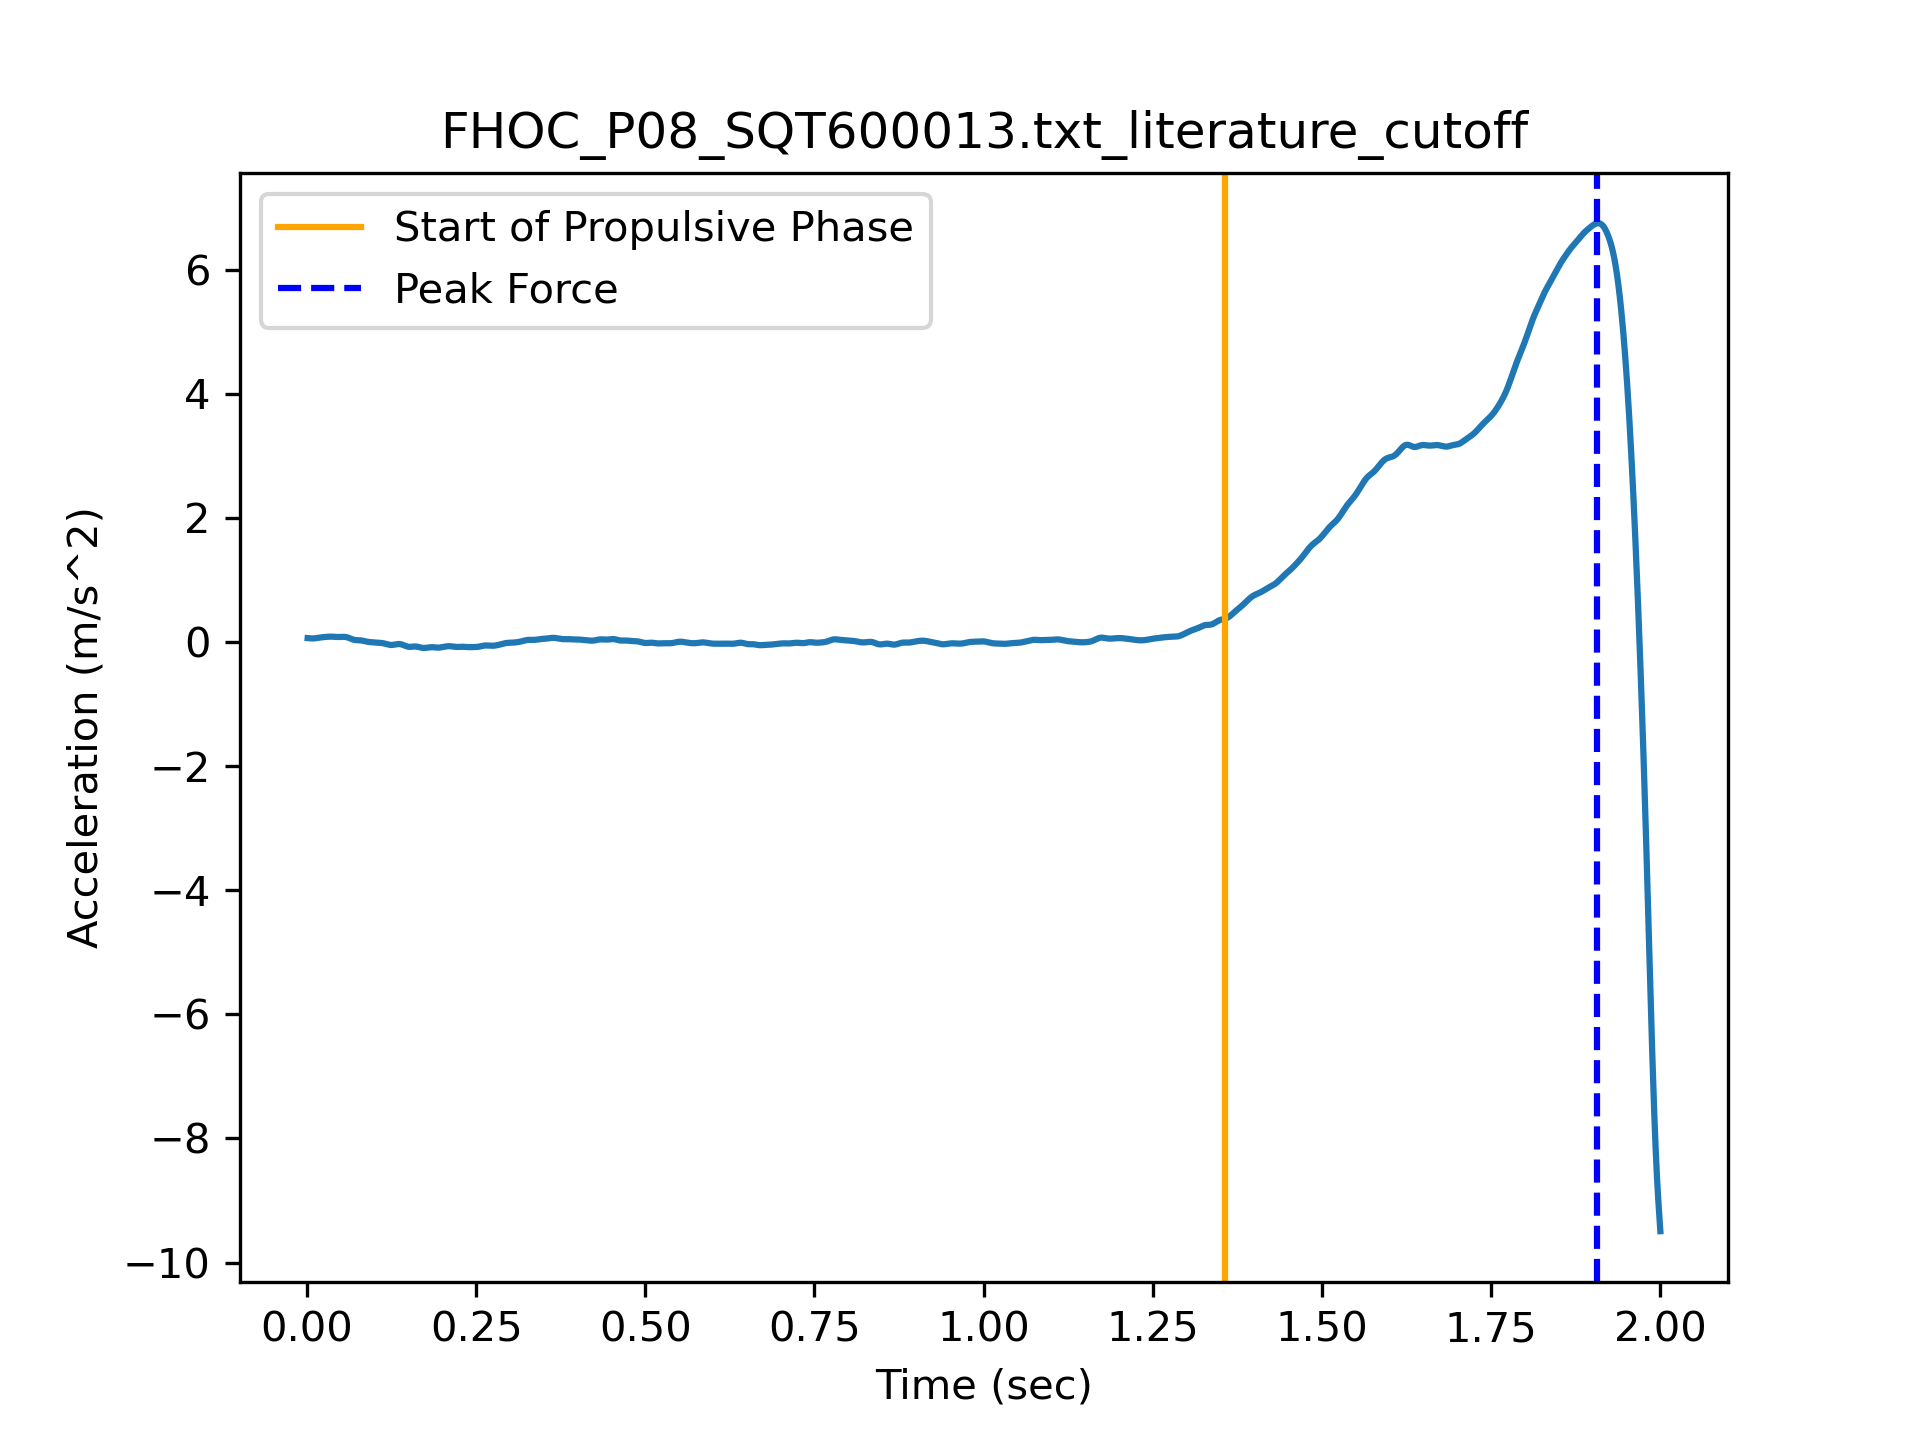 FHOC_P08_SQT600013.txt_literature_cutoff
Start of Propulsive Phase
Peak Force
6
4
2
0
−2
−4
−6
−8
−10
Acceleration (m/s^2)
0.00 0.25 0.50 0.75 1.00 1.25 1.50 1.75 2.00
Time (sec)